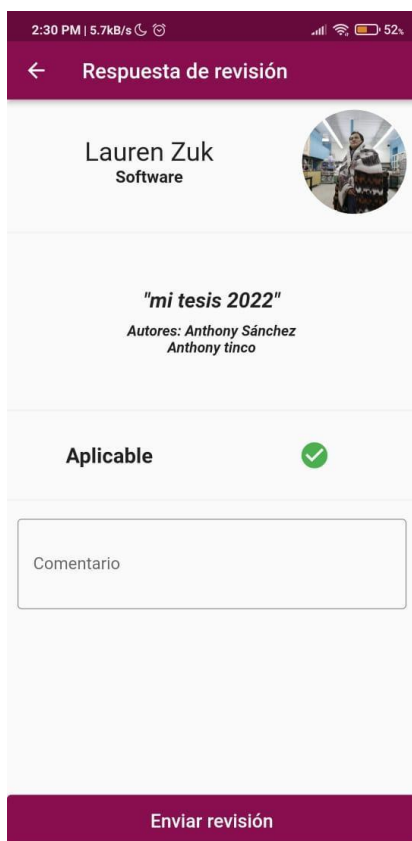 2:30 PM | 5.7kB/s 52%
Respuesta de revisión
Lauren Zuk
Software
"mi tesis 2022"
Autores: Anthony Sánchez
Anthony tinco
Aplicable
Comentario
Enviar revisión